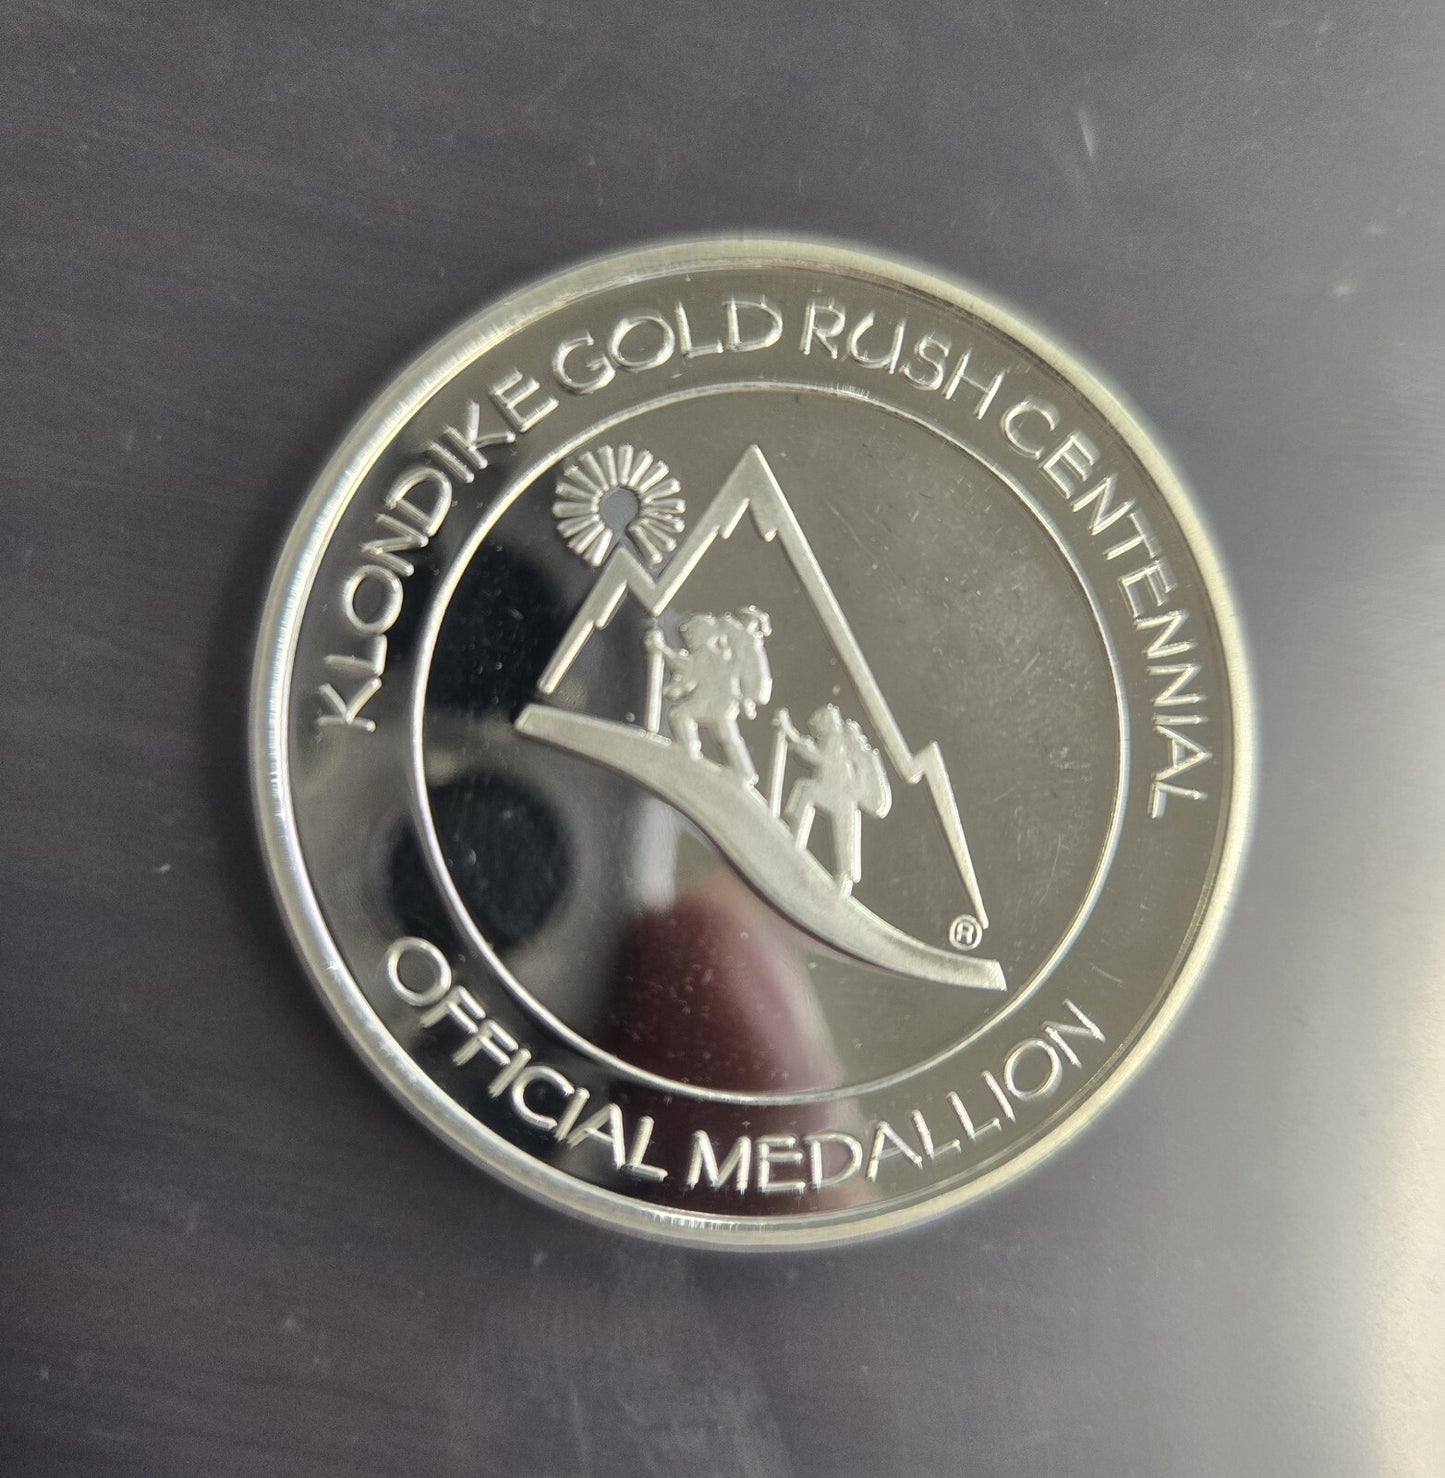 KLONDIKE GOLD RUSH CENTENNIAL
®
OFFICIAL MEDALLION